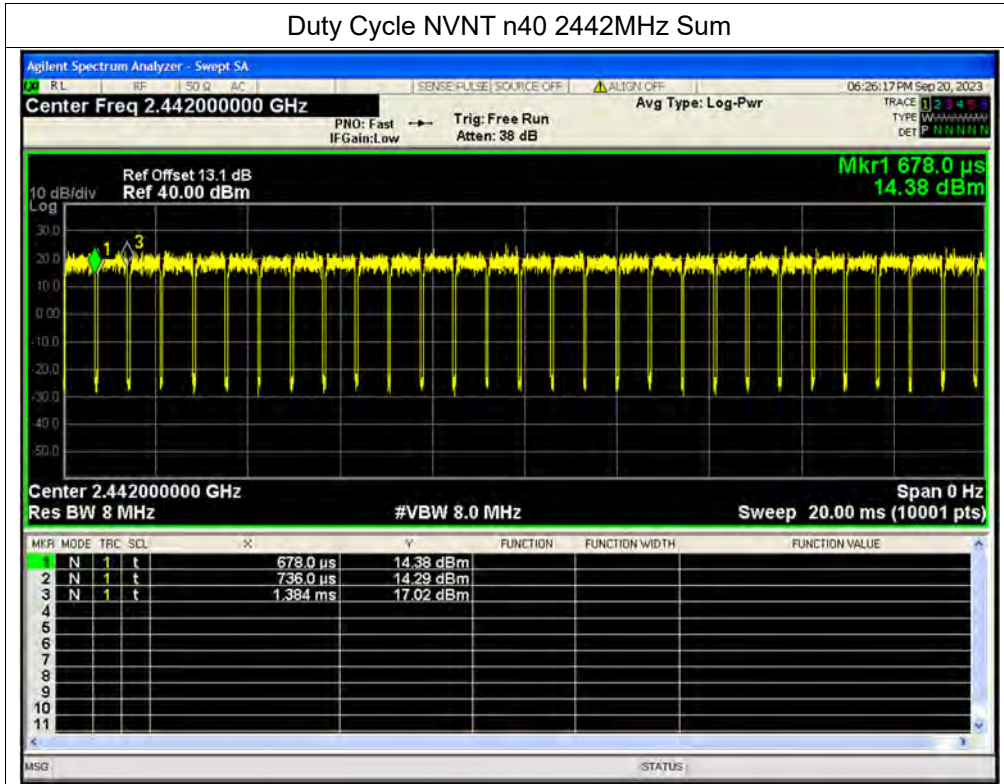 Duty Cycle NVNT n40 2442MHz Sum
Agilent Spectrum Analyzer - Swept SA
LXI RL RF 50 Ω AC SENSE:PULSE SOURCE OFF ALIGN OFF 06:26:17 PM Sep 20, 2023
Center Freq 2.442000000 GHz Avg Type: Log-Pwr TRACE 1 2 3 4 5 6
PNO: Fast Trig: Free Run TYPE W
IFGain:Low Atten: 38 dB DET P N N N N N
Mkr1 678.0 µs
Ref Offset 13.1 dB
10 dB/div Ref 40.00 dBm 14.38 dBm
Log
30.0
1 3
20.0
10.0
0.00
-10.0
-20.0
-30.0
-40.0
-50.0
Center 2.442000000 GHz Span 0 Hz
Res BW 8 MHz #VBW 8.0 MHz Sweep 20.00 ms (10001 pts)
MKR MODE TRC SCL X Y FUNCTION FUNCTION WIDTH FUNCTION VALUE
1 N 1 t 678.0 µs 14.38 dBm
2 N 1 t 736.0 µs 14.29 dBm
3 N 1 t 1.384 ms 17.02 dBm
4
5
6
7
8
9
10
11
MSG STATUS